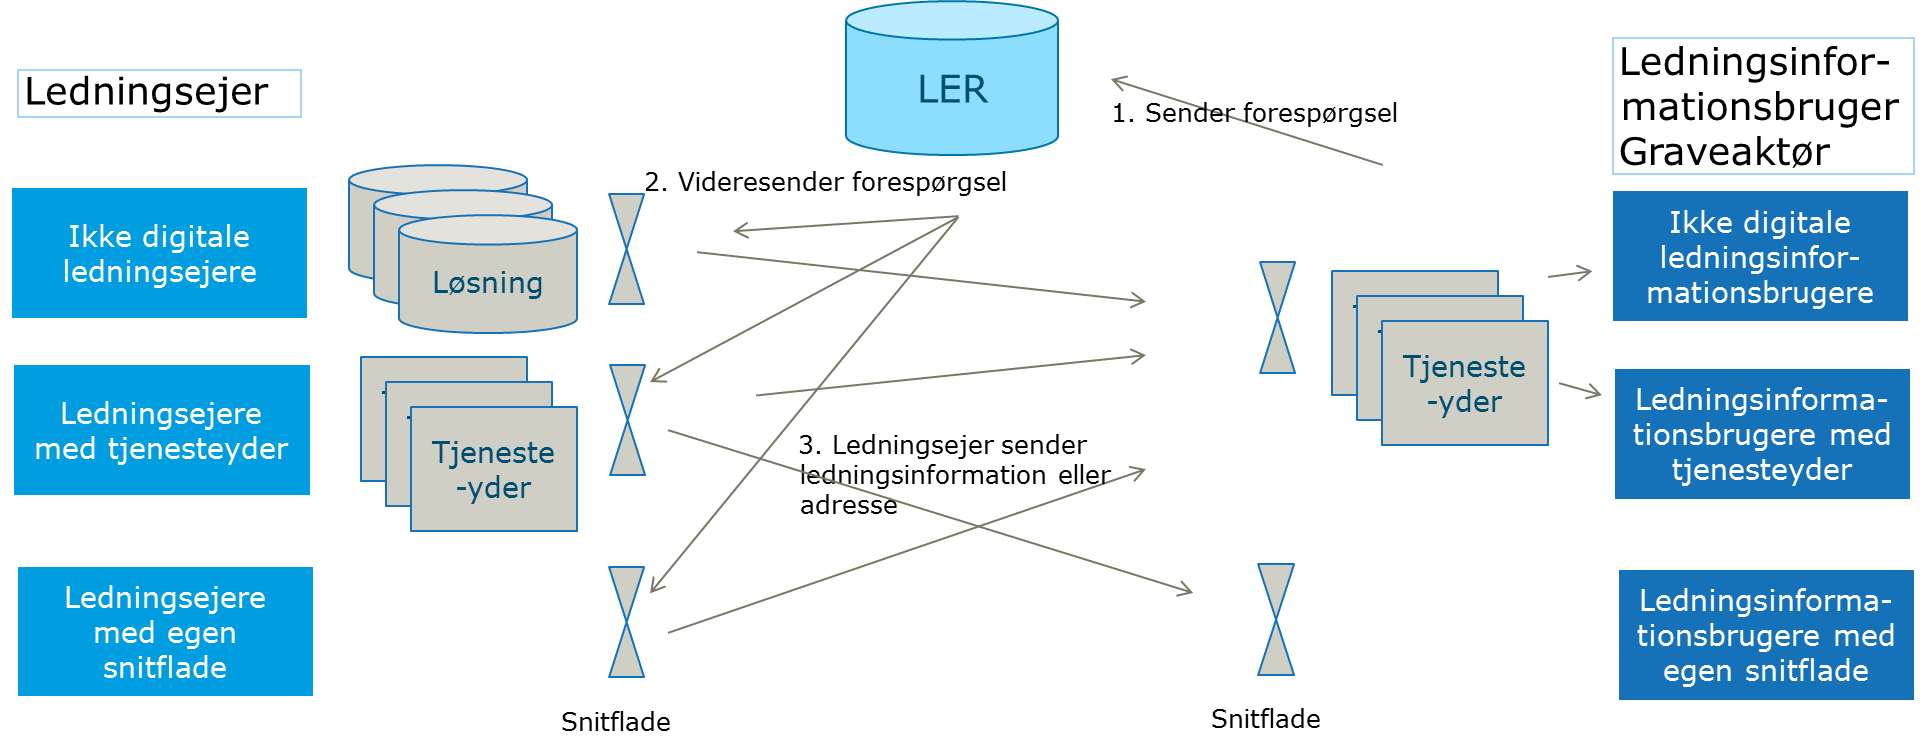 LER
Ledningsejer
Ledningsinfor-
mationsbruger
Graveaktør
1. Sender forespørgsel
2. Videresender forespørgsel
Ikke digitale
ledningsejere
Løsning
Ikke digitale
ledningsinfor-
mationsbrugere
Ledningsejere
med tjenesteyder
Tjeneste
-yder
3. Ledningsejer sender
ledningsinformation eller
adresse
Tjeneste
-yder
Ledningsinforma-
tionsbrugere med
tjenesteyder
Ledningsejere
med egen
snitflade
Ledningsinforma-
tionsbrugere med
egen snitflade
Snitflade
Snitflade